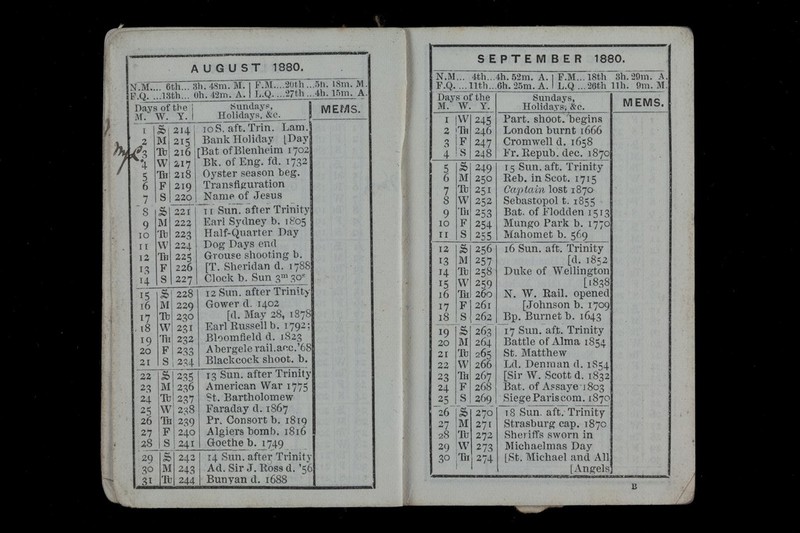 AUGUST 1880.
N.M.... 6th... 3h. 48m. M. | F.M....20th...5h. 18m. M.
F.Q. ...13th... 0h. 42m. A. | L.Q....27th...4h. 15m. A.
Days of the Sundays, MEMS.
M. W. Y. Holidays, &c.
1 S 214 10 S. aft. Trin. Lam.
2 M 215 Bank Holiday [Day
3 Tu 216 [Bat of Blenheim 1702
4 W 217 Bk. of Eng. fd. 1732
5 Th 218 Oyster season beg.
6 F 219 Transfiguration
7 S 220 Name of Jesus
8 S 221 11 Sun. after Trinity
9 M 222 Earl Sydney b. 1805
10 Tu 223 Half-Quarter Day
11 W 224 Dog Days end
12 Th 225 Grouse shooting b.
13 F 226 [T. Sheridan d. 1788
14 S 227 Clock b. Sun 3m 30s
15 S 228 12 Sun. after Trinity
16 M 229 Gower d. 1402
17 Tu 230 [d. May 28, 1878
18 W 231 Earl Russell b. 1792;
19 Th 232 Bloomfield d. 1823
20 F 233 Abergele rail.acc.'68
21 S 234 Blackcock shoot. b.
22 S 235 13 Sun. after Trinity
23 M 236 American War 1775
24 Tu 237 St. Bartholomew
25 W 238 Faraday d. 1867
26 Th 239 Pr. Consort b. 1819
27 F 240 Algiers bomb. 1816
28 S 241 Goethe b. 1749
29 S 242 14 Sun. after Trinity
30 M 243 Ad. Sir J. Ross d. '56
31 Tu 244 Bunyan d. 1688
SEPTEMBER 1880.
N.M... 4th...4h. 52m. A. | F.M...18th 3h. 29m. A.
F.Q.... 11th...6h. 25m. A. | L.Q ...26th 11h. 9m. M.
Days of the Sundays, MEMS.
M. W. Y. Holidays, &c.
1 W 245 Part. shoot. begins
2 Th 246 London burnt 1666
3 F 247 Cromwell d. 1658
4 S 248 Fr. Repub. dec. 1870
5 S 249 15 Sun. aft. Trinity
6 M 250 Reb. in Scot. 1715
7 Tu 251 Captain lost 1870
8 W 252 Sebastopol t. 1855
9 Th 253 Bat. of Flodden 1513
10 F 254 Mungo Park b. 1770
11 S 255 Mahomet b. 569
12 S 256 16 Sun. aft. Trinity
13 M 257 [d. 1852
14 Tu 258 Duke of Wellington
15 W 259 [1838
16 Th 260 N. W. Rail. opened
17 F 261 [Johnson b. 1709
18 S 262 Bp. Burnet b. 1643
19 S 263 17 Sun. aft. Trinity
20 M 264 Battle of Alma 1854
21 Tu 265 St. Matthew
22 W 266 Ld. Denman d. 1854
23 Th 267 [Sir W. Scott d. 1832
24 F 268 Bat. of Assaye 1803
25 S 269 Siege Paris com. 1870
26 S 270 18 Sun. aft. Trinity
27 M 271 Strasburg cap. 1870
28 Tu 272 Sheriffs sworn in
29 W 273 Michaelmas Day
30 Th 274 [St. Michael and All
[Angels
B